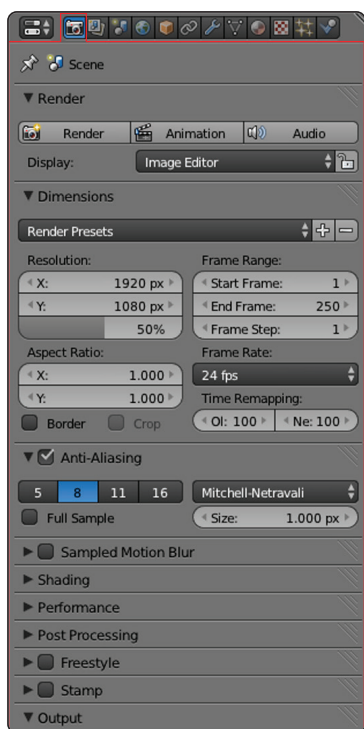 Scene
Render
Render Animation Audio
Display: Image Editor
Dimensions
Render Presets
Resolution: Frame Range:
X: 1920 px Start Frame: 1
Y: 1080 px End Frame: 250
50% Frame Step: 1
Aspect Ratio: Frame Rate:
X: 1.000 24 fps
Y: 1.000 Time Remapping:
Border Crop Ol: 100 Ne: 100
Anti-Aliasing
5 8 11 16 Mitchell-Netravali
Full Sample Size: 1.000 px
Sampled Motion Blur
Shading
Performance
Post Processing
Freestyle
Stamp
Output